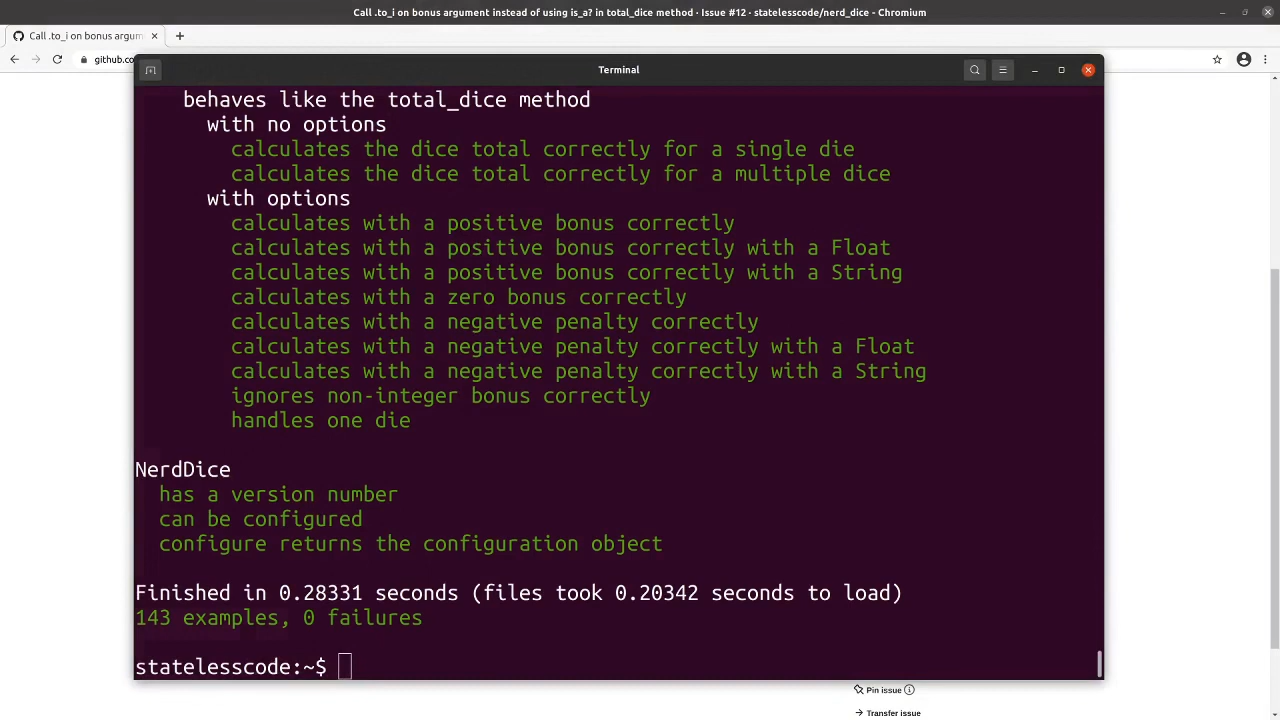 Call .to_i on bonus argument instead of using is_a? in total_dice method · Issue #12 · statelesscode/nerd_dice - Chromium
Call .to_i on bonus argum
github.co
Terminal
behaves like the total_dice method
with no options
calculates the dice total correctly for a single die
calculates the dice total correctly for a multiple dice
with options
calculates with a positive bonus correctly
calculates with a positive bonus correctly with a Float
calculates with a positive bonus correctly with a String
calculates with a zero bonus correctly
calculates with a negative penalty correctly
calculates with a negative penalty correctly with a Float
calculates with a negative penalty correctly with a String
ignores non-integer bonus correctly
handles one die
NerdDice
has a version number
can be configured
configure returns the configuration object
Finished in 0.28331 seconds (files took 0.20342 seconds to load)
143 examples, 0 failures
statelesscode:~$
Pin issue
Transfer issue